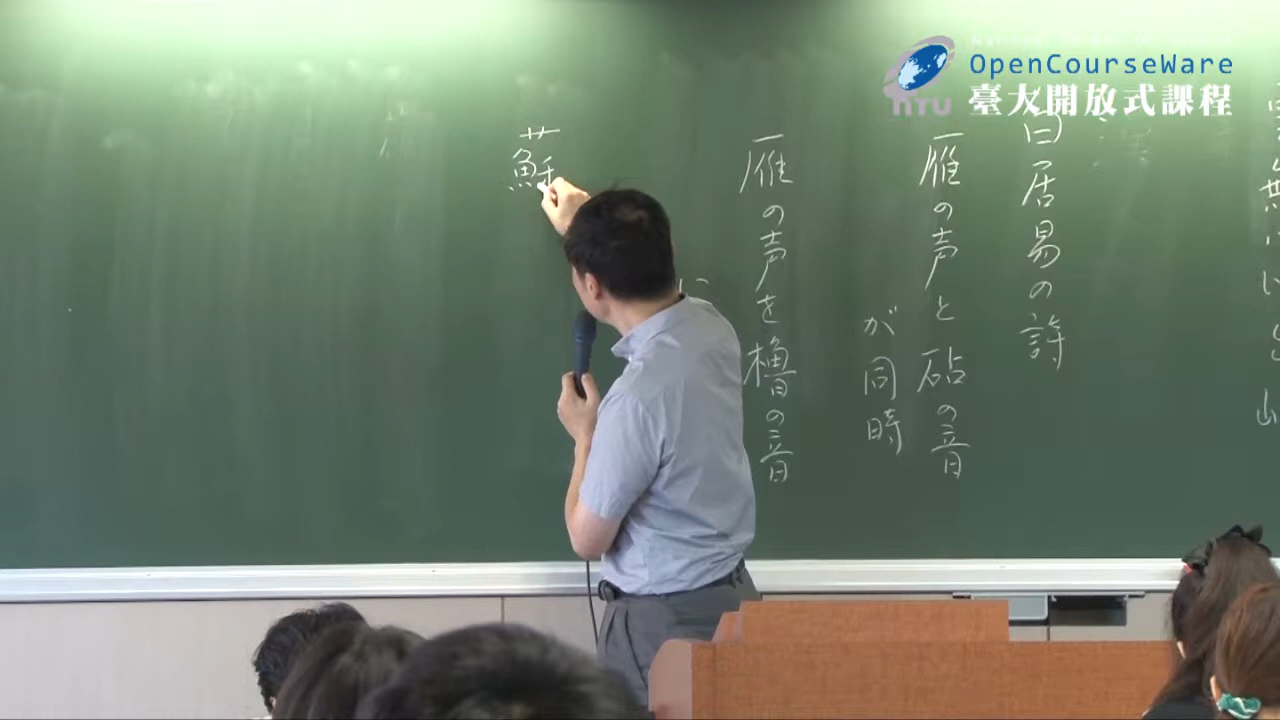 OpenCourseWare
臺大開放式課程
NTU
白居易の詩
雁の声と砧の音
が同時
雁の声を櫓の音
蘇